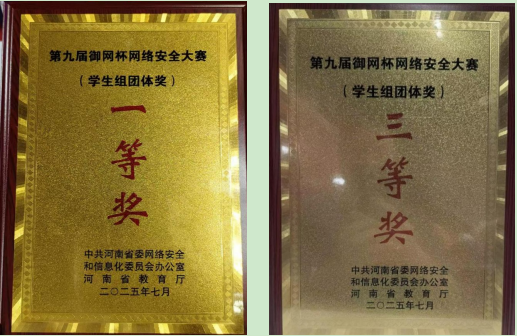 第九届御网杯网络安全大赛
（学生组团体奖）
一
等
奖
中共河南省委网络安全
和信息化委员会办公室
河南省教育厅
二〇二五年七月
第九届御网杯网络安全大赛
（学生组团体奖）
三
等
奖
中共河南省委网络安全
和信息化委员会办公室
河南省教育厅
二〇二五年七月